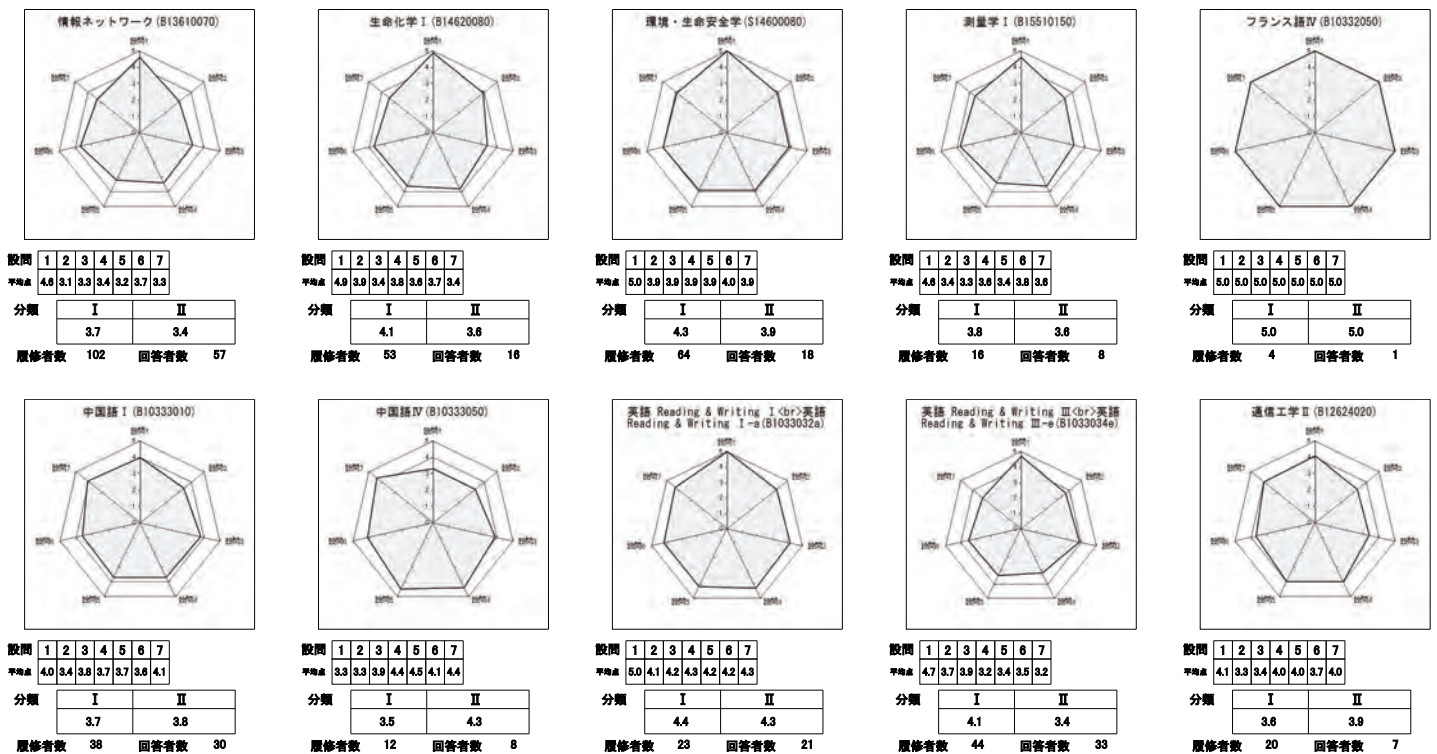 情報ネットワーク(B13610070)
設問 1 2 3 4 5 6 7
平均点 4.6 3.1 3.3 3.4 3.2 3.7 3.3
分類 Ⅰ Ⅱ
3.7 3.4
履修者数 102 回答者数 57
生命化学Ⅰ(B14620080)
設問 1 2 3 4 5 6 7
平均点 4.9 3.9 3.4 3.8 3.6 3.7 3.4
分類 Ⅰ Ⅱ
4.1 3.6
履修者数 53 回答者数 16
環境・生命安全学(S14600080)
設問 1 2 3 4 5 6 7
平均点 5.0 3.9 3.9 3.9 3.9 4.0 3.9
分類 Ⅰ Ⅱ
4.3 3.9
履修者数 64 回答者数 18
測量学Ⅰ(B15510150)
設問 1 2 3 4 5 6 7
平均点 4.6 3.4 3.3 3.6 3.4 3.8 3.6
分類 Ⅰ Ⅱ
3.8 3.6
履修者数 16 回答者数 8
フランス語Ⅳ(B10332050)
設問 1 2 3 4 5 6 7
平均点 5.0 5.0 5.0 5.0 5.0 5.0 5.0
分類 Ⅰ Ⅱ
5.0 5.0
履修者数 4 回答者数 1
中国語Ⅰ(B10333010)
設問 1 2 3 4 5 6 7
平均点 4.0 3.4 3.8 3.7 3.7 3.6 4.1
分類 Ⅰ Ⅱ
3.7 3.8
履修者数 38 回答者数 30
中国語Ⅳ(B10333050)
設問 1 2 3 4 5 6 7
平均点 3.3 3.3 3.9 4.4 4.5 4.1 4.4
分類 Ⅰ Ⅱ
3.5 4.3
履修者数 12 回答者数 8
英語 Reading & Writing Ⅰ<br>英語
Reading & Writing Ⅰ-a(B1033032a)
設問 1 2 3 4 5 6 7
平均点 5.0 4.1 4.2 4.3 4.2 4.2 4.3
分類 Ⅰ Ⅱ
4.4 4.3
履修者数 23 回答者数 21
英語 Reading & Writing Ⅲ<br>英語
Reading & Writing Ⅲ-e(B1033034e)
設問 1 2 3 4 5 6 7
平均点 4.7 3.7 3.9 3.2 3.4 3.5 3.2
分類 Ⅰ Ⅱ
4.1 3.4
履修者数 44 回答者数 33
通信工学Ⅱ(B12624020)
設問 1 2 3 4 5 6 7
平均点 4.1 3.3 3.4 4.0 4.0 3.7 4.0
分類 Ⅰ Ⅱ
3.6 3.9
履修者数 20 回答者数 7